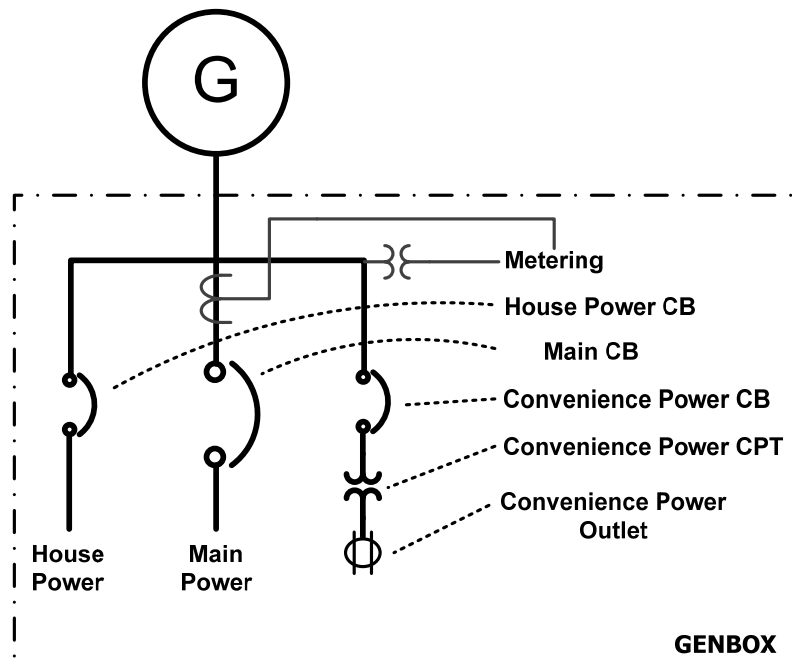 G
Metering
House Power CB
Main CB
Convenience Power CB
Convenience Power CPT
Convenience Power
Outlet
House
Power
Main
Power
GENBOX